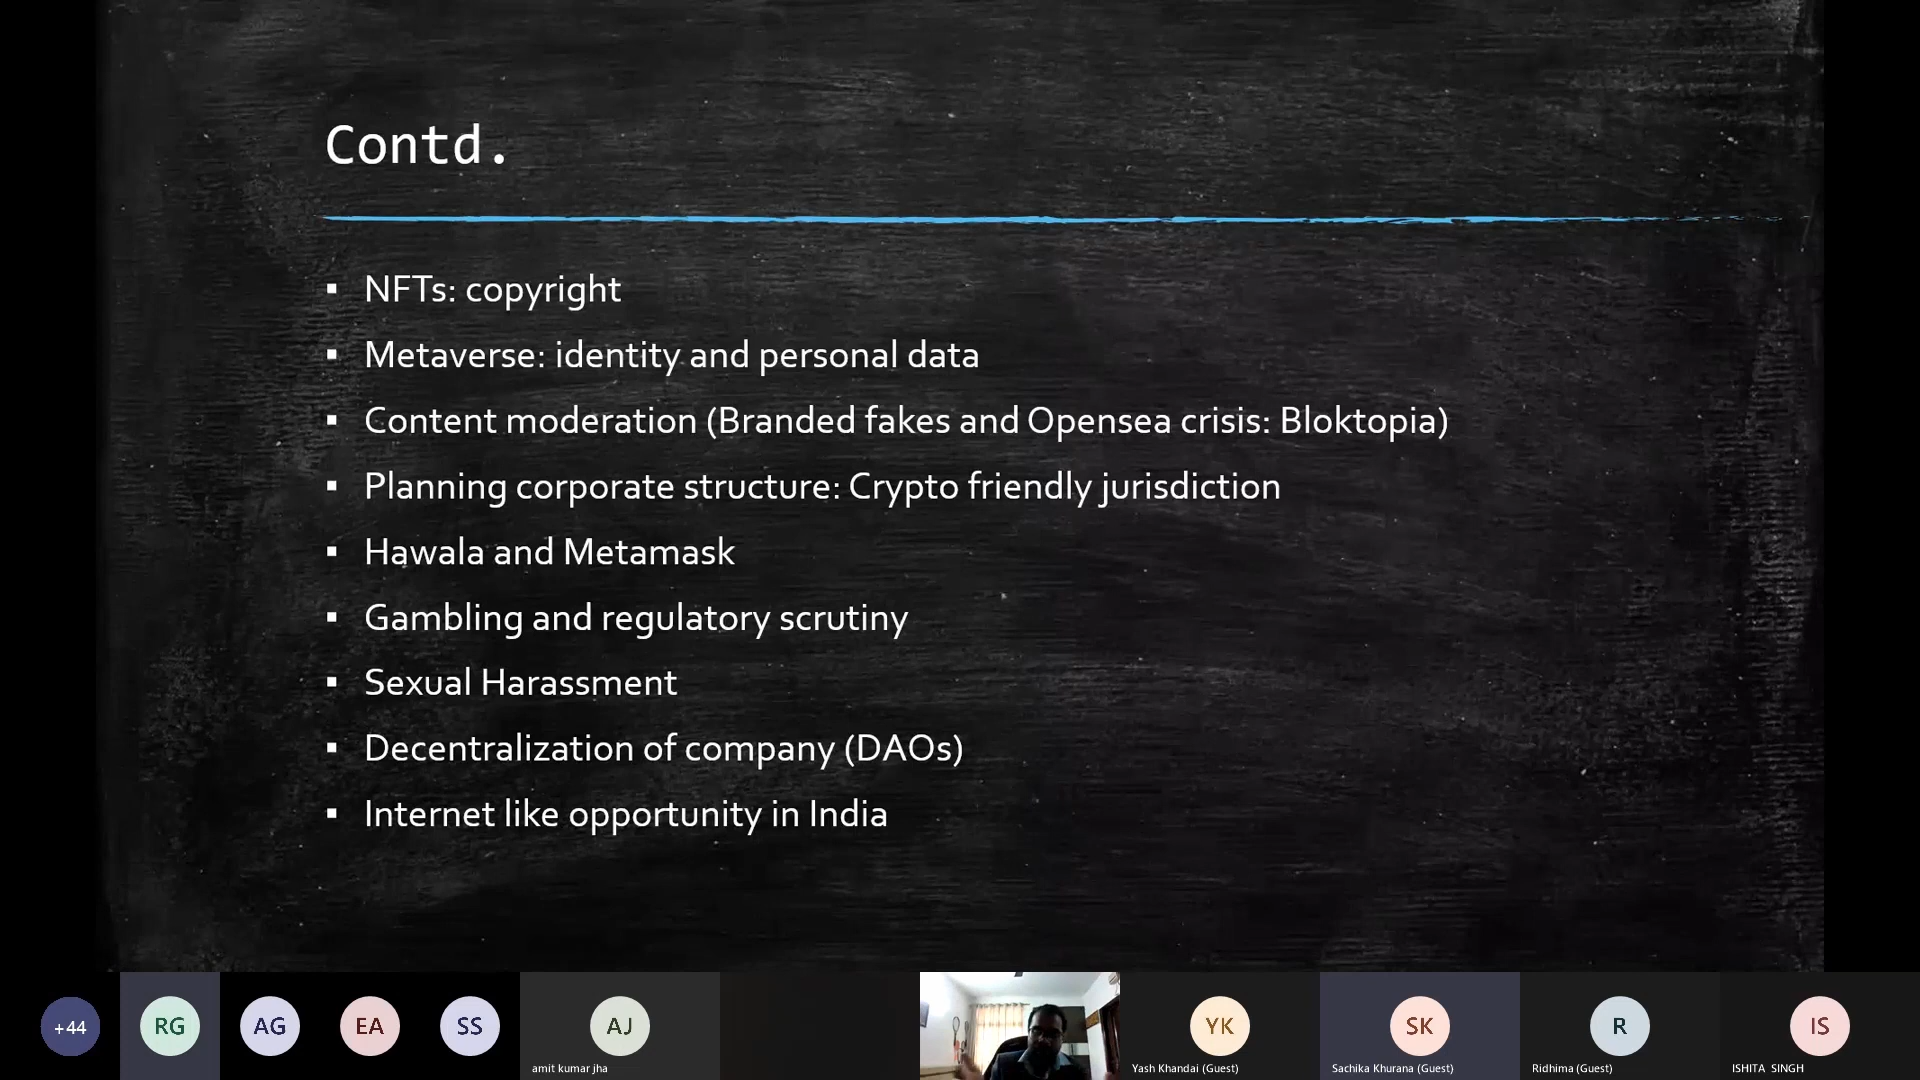 Contd.
NFTs: copyright
Metaverse: identity and personal data
Content moderation (Branded fakes and Opensea crisis: Bloktopia)
Planning corporate structure: Crypto friendly jurisdiction
Hawala and Metamask
Gambling and regulatory scrutiny
Sexual Harassment
Decentralization of company (DAOs)
Internet like opportunity in India
+44 RG AG EA SS AJ YK SK R IS
amit kumar jha Yash Khandai (Guest) Sachika Khurana (Guest) Ridhima (Guest) ISHITA SINGH